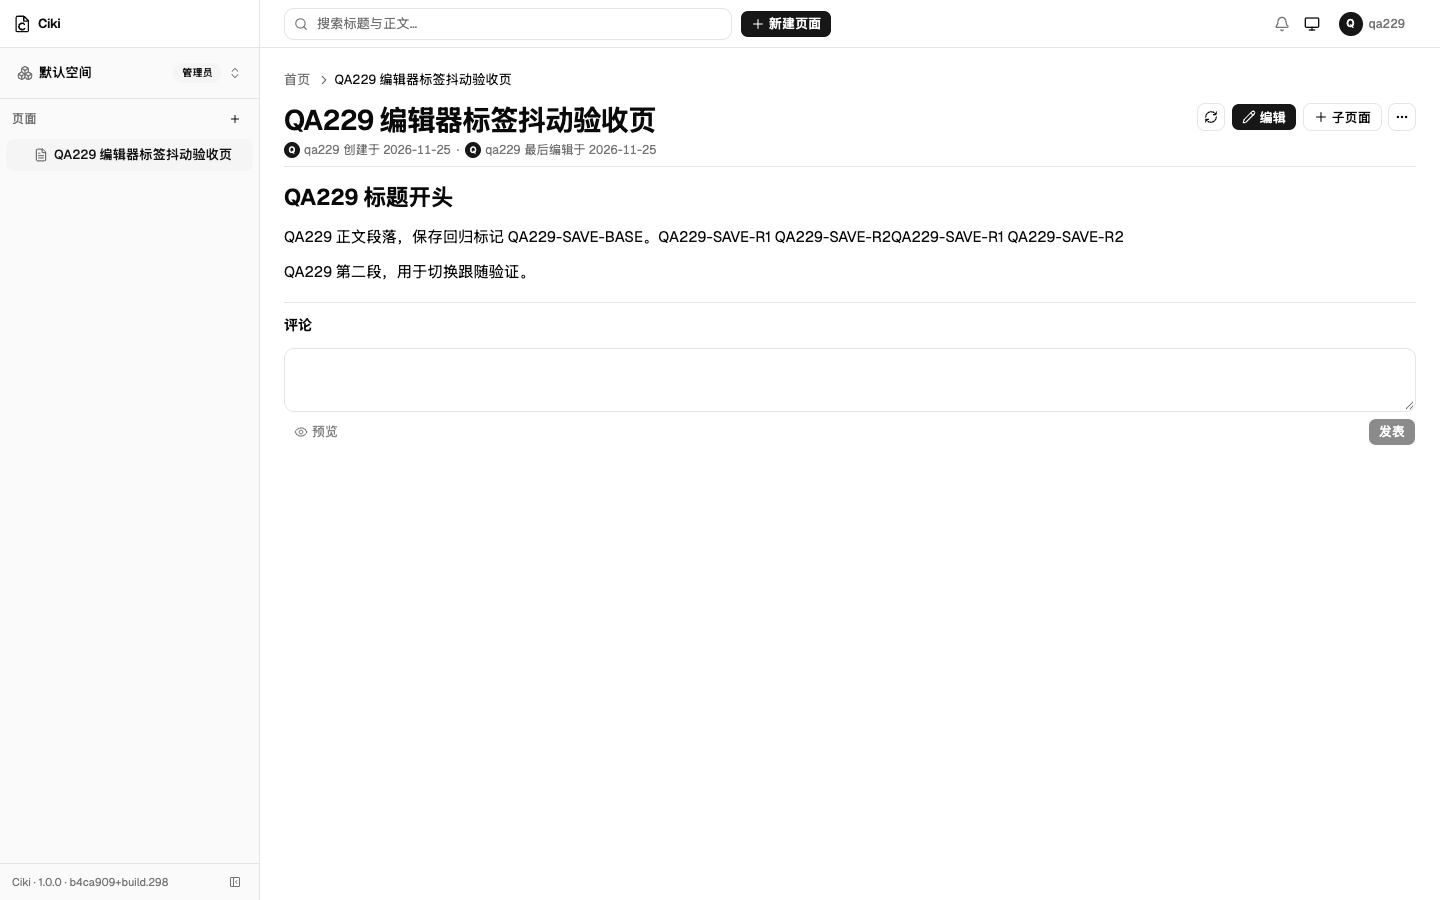 Ciki
搜索标题与正文...
新建页面
Q
qa229
默认空间
管理员
页面
QA229 编辑器标签抖动验收页
首页
QA229 编辑器标签抖动验收页
QA229 编辑器标签抖动验收页
编辑
子页面
Q qa229 创建于 2026-11-25 · Q qa229 最后编辑于 2026-11-25
QA229 标题开头
QA229 正文段落，保存回归标记 QA229-SAVE-BASE。QA229-SAVE-R1 QA229-SAVE-R2QA229-SAVE-R1 QA229-SAVE-R2
QA229 第二段，用于切换跟随验证。
评论
预览
发表
Ciki · 1.0.0 · b4ca909+build.298